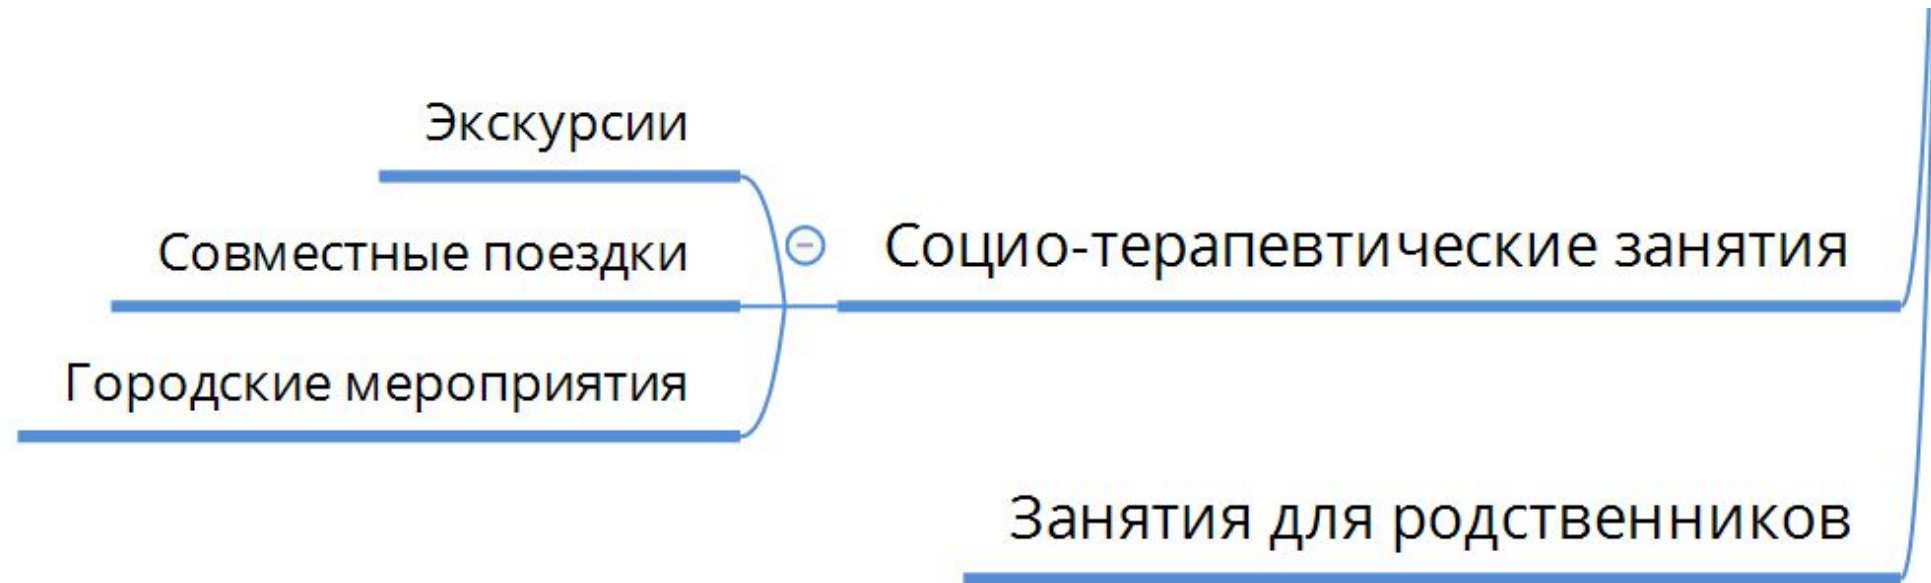 Экскурсии
Совместные поездки
Социо-терапевтические занятия
Городские мероприятия
Занятия для родственников